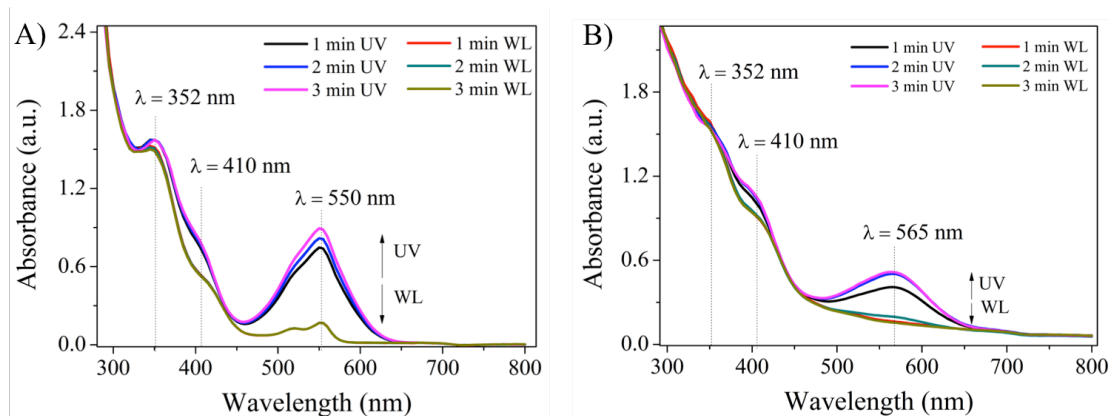 A)
2.4
1.8
1.2
0.6
0.0
Absorbance (a.u.)
1 min UV
1 min WL
2 min UV
2 min WL
3 min UV
3 min WL
λ = 352 nm
λ = 410 nm
λ = 550 nm
UV
WL
300 400 500 600 700 800
Wavelength (nm)
B)
1.8
1.2
0.6
0.0
Absorbance (a.u.)
1 min UV
1 min WL
2 min UV
2 min WL
3 min UV
3 min WL
λ = 352 nm
λ = 410 nm
λ = 565 nm
UV
WL
300 400 500 600 700 800
Wavelength (nm)